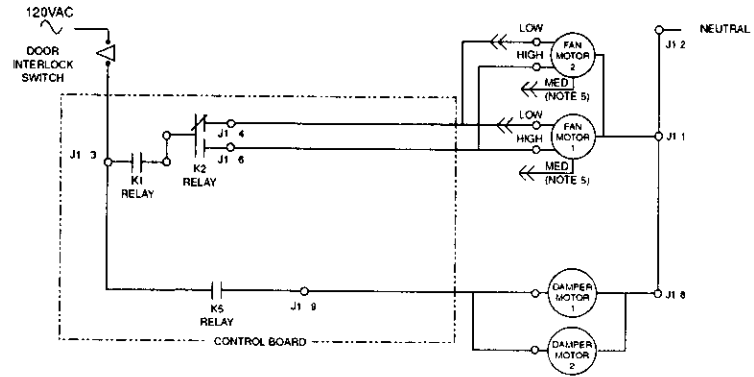 120VAC
DOOR
INTERLOCK
SWITCH
LOW
HIGH
FAN
MOTOR
2
MED
(NOTE 5)
J1 2
NEUTRAL
J1 4
LOW
HIGH
FAN
MOTOR
1
MED
(NOTE 5)
J1 1
J1 3
K1
RELAY
K2
RELAY
J1 6
K5
RELAY
J1 9
CONTROL BOARD
DAMPER
MOTOR
1
J1 8
DAMPER
MOTOR
2